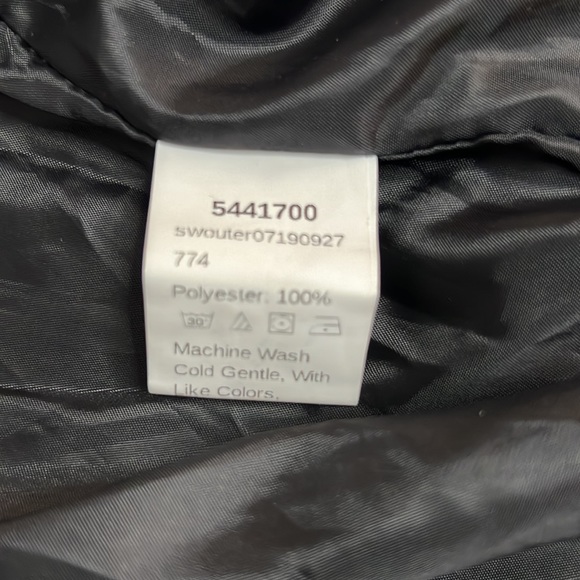 5441700
swouter07190927
774
Polyester: 100%
30°
Machine Wash
Cold Gentle, With
Like Colors,